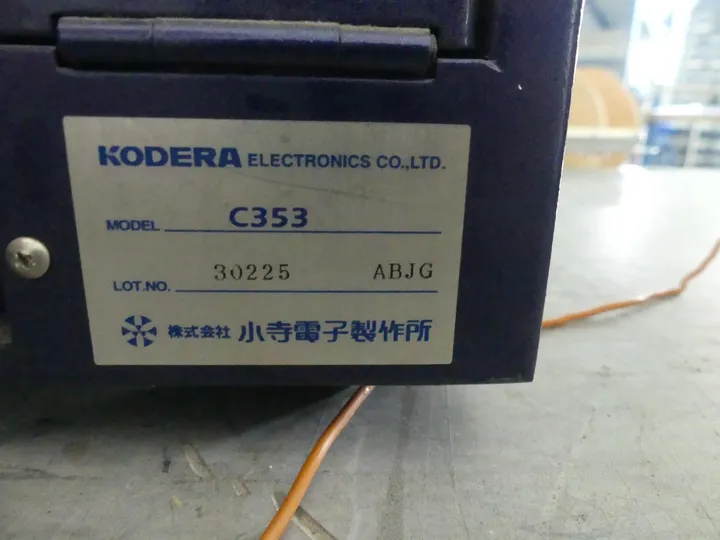 KODERA ELECTRONICS CO.,LTD.
MODEL C353
LOT.NO. 30225 ABJG
株式会社 小寺電子製作所